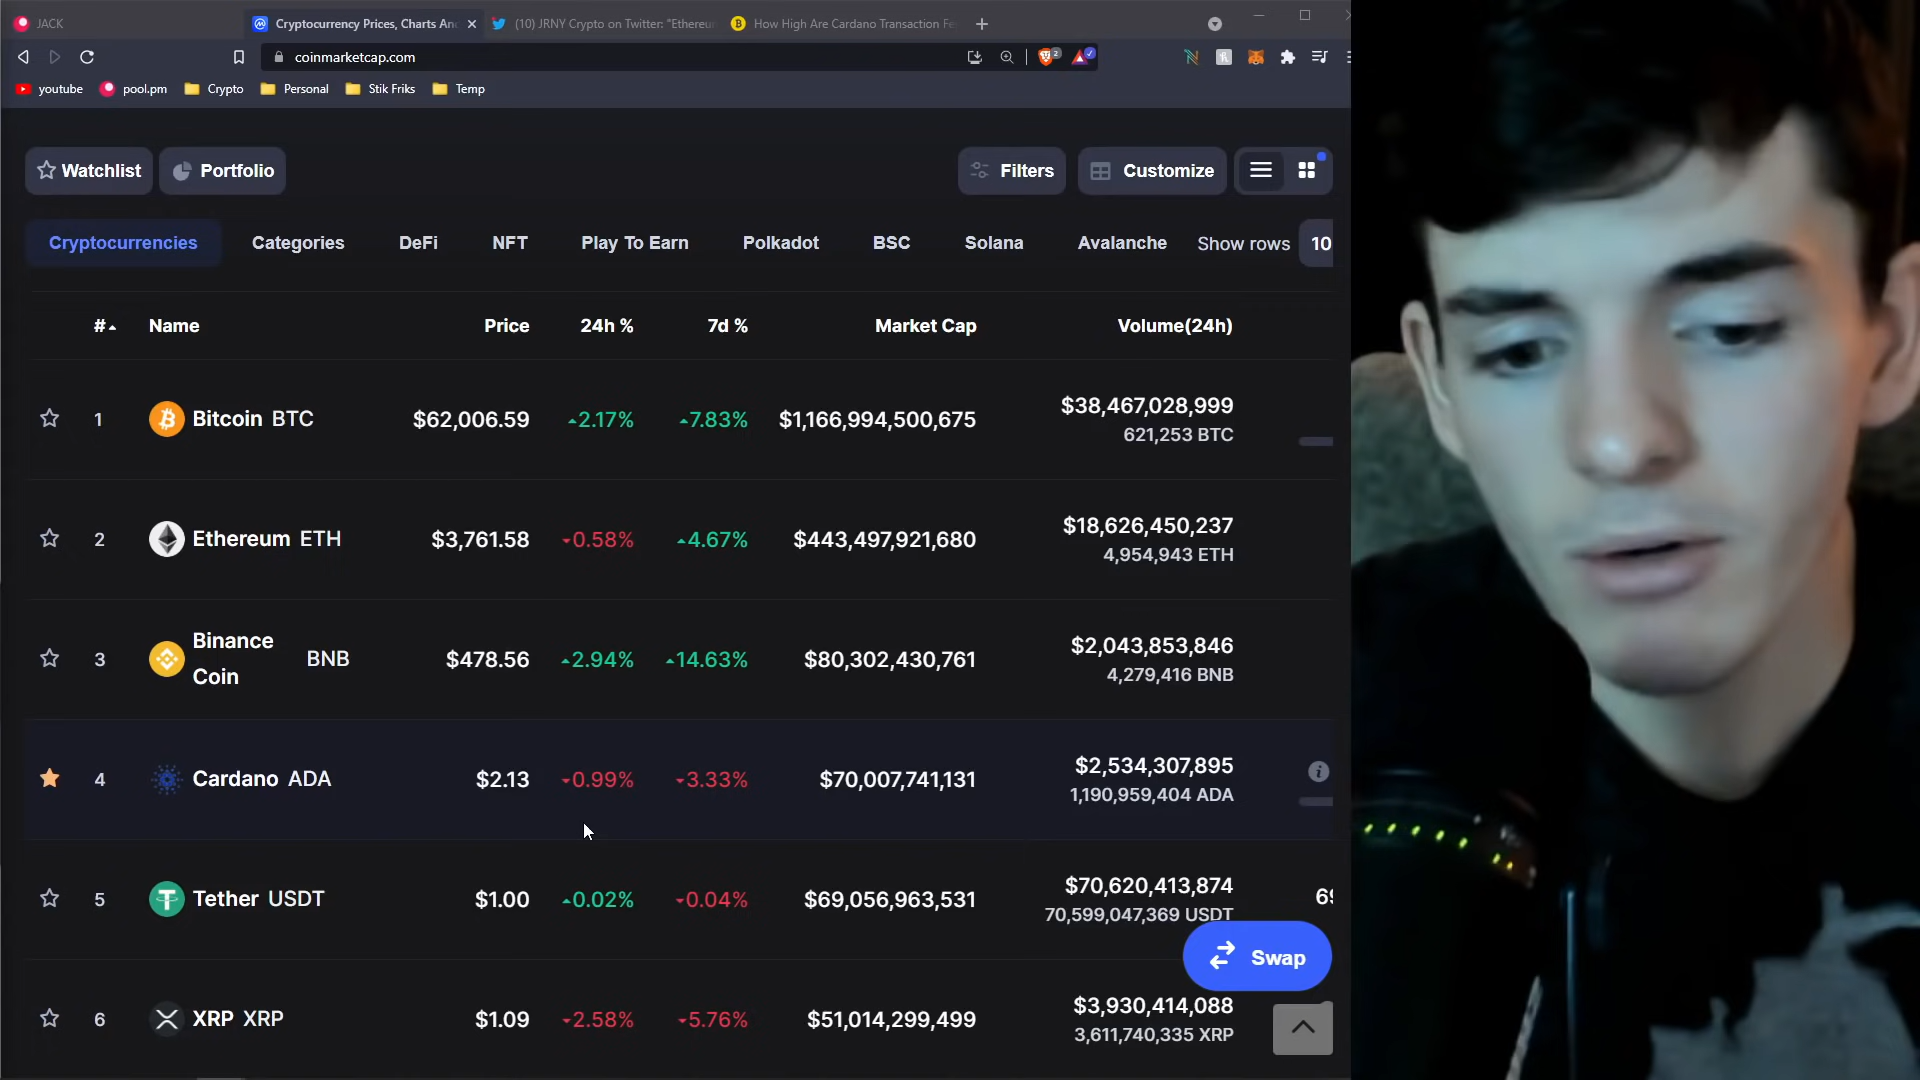 JACK
Cryptocurrency Prices, Charts An
(10) JRNY Crypto on Twitter: "Ethereu
How High Are Cardano Transaction Fe
coinmarketcap.com
2
youtube
pool.pm
Crypto
Personal
Stik Friks
Temp
Watchlist
Portfolio
Filters
Customize
Cryptocurrencies
Categories
DeFi
NFT
Play To Earn
Polkadot
BSC
Solana
Avalanche
Show rows
10
# Name Price 24h % 7d % Market Cap Volume(24h)
1 Bitcoin BTC $62,006.59 2.17% 7.83% $1,166,994,500,675 $38,467,028,999
621,253 BTC
2 Ethereum ETH $3,761.58 0.58% 4.67% $443,497,921,680 $18,626,450,237
4,954,943 ETH
3 Binance Coin BNB $478.56 2.94% 14.63% $80,302,430,761 $2,043,853,846
4,279,416 BNB
4 Cardano ADA $2.13 0.99% 3.33% $70,007,741,131 $2,534,307,895
1,190,959,404 ADA
5 Tether USDT $1.00 0.02% 0.04% $69,056,963,531 $70,620,413,874
70,599,047,369 USDT
Swap
6 XRP XRP $1.09 2.58% 5.76% $51,014,299,499 $3,930,414,088
3,611,740,335 XRP